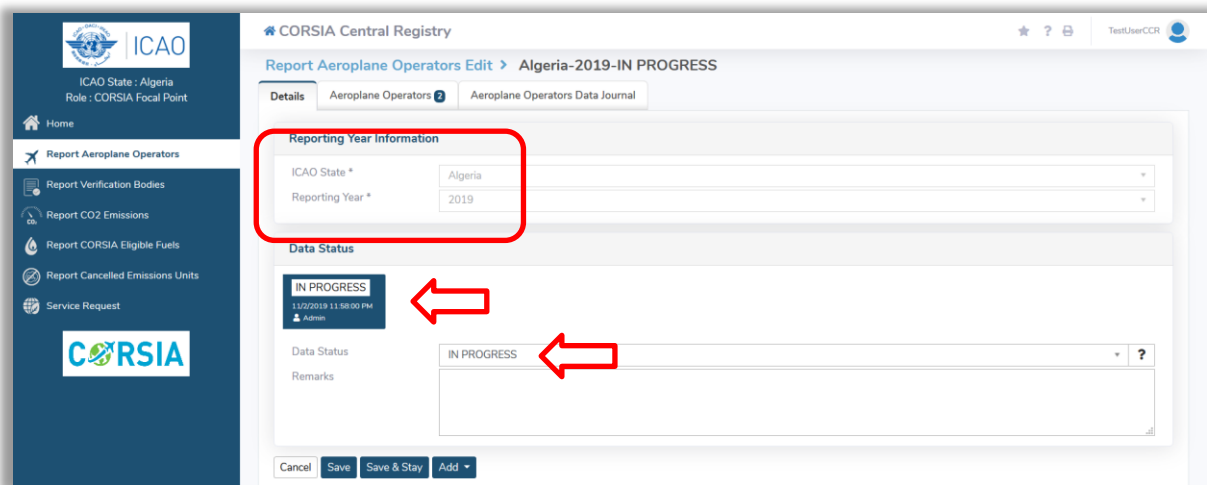 ICAO
ICAO State : Algeria
Role : CORSIA Focal Point
Home
Report Aeroplane Operators
Report Verification Bodies
Report CO2 Emissions
Report CORSIA Eligible Fuels
Report Cancelled Emissions Units
Service Request
CORSIA
CORSIA Central Registry
? TestUserCCR
Report Aeroplane Operators Edit > Algeria-2019-IN PROGRESS
Details Aeroplane Operators 2 Aeroplane Operators Data Journal
Reporting Year Information
ICAO State * Algeria
Reporting Year * 2019
Data Status
IN PROGRESS
11/2/2019 11:58:00 PM
Admin
Data Status IN PROGRESS ?
Remarks
Cancel Save Save & Stay Add